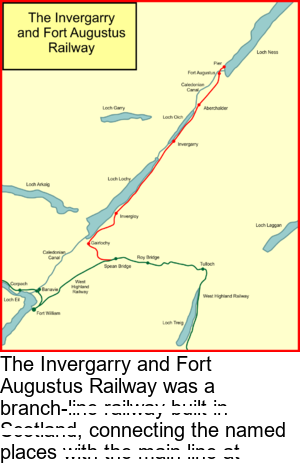 The Invergarry
and Fort Augustus
Railway
Loch Ness
Pier
Fort Augustus
Caledonian
Canal
Aberchalder
Loch Garry
Loch Oich
Invergarry
Loch Lochy
Loch Arkaig
Invergloy
Loch Laggan
Gairlochy
Caledonian
Canal
Spean Bridge
Roy Bridge
Tulloch
Corpach
Banavie
West
Highland
Railway
Loch Eil
Fort William
West Highland Railway
Loch Treig
The Invergarry and Fort
Augustus Railway was a
branch-line railway built in
Scotland, connecting the named
places with the main line at